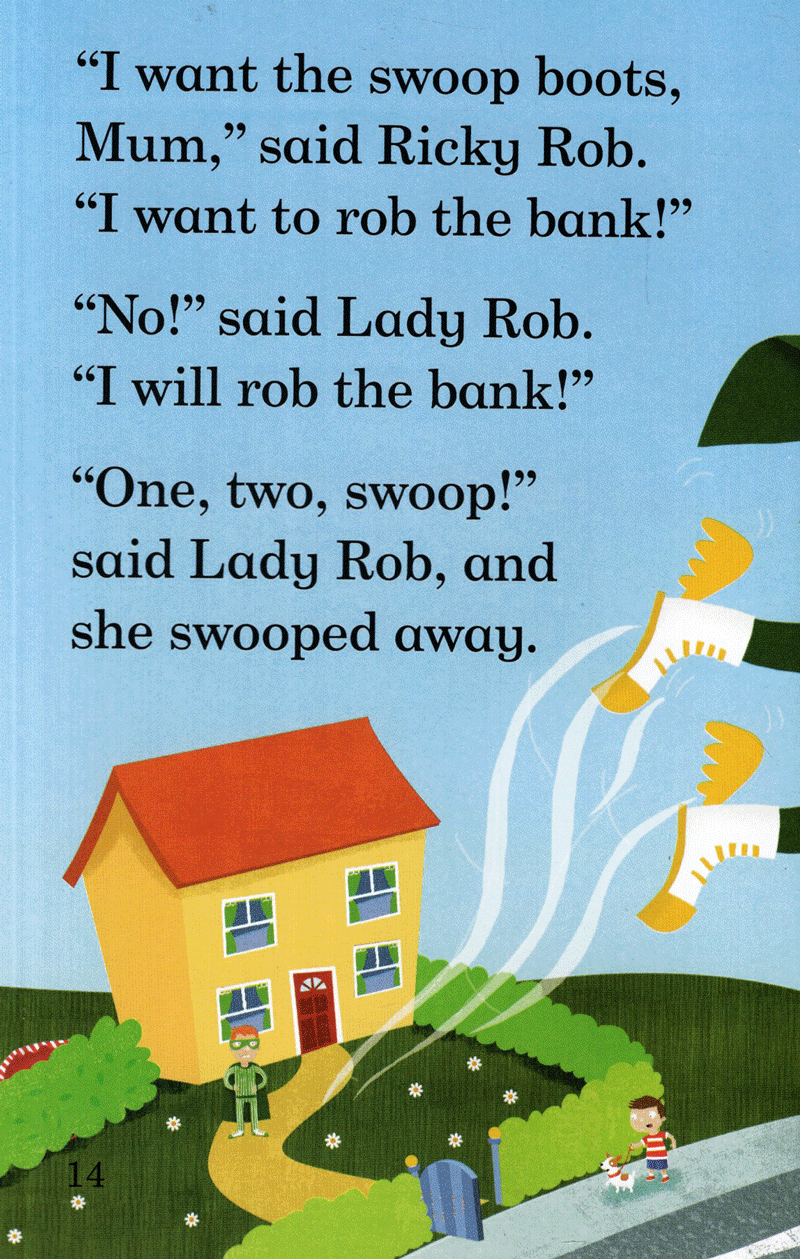 “I want the swoop boots,
Mum,” said Ricky Rob.
“I want to rob the bank!”
“No!” said Lady Rob.
“I will rob the bank!”
“One, two, swoop!”
said Lady Rob, and
she swooped away.
14